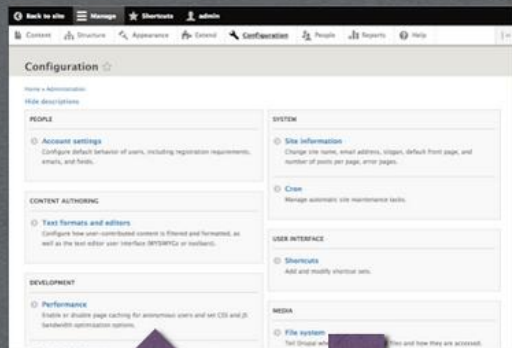 Back to site Manage Shortcuts admin
Content Structure Appearance Extend Configuration People Reports Help
Configuration
Home » Administration
Hide descriptions
PEOPLE
Account settings
Configure default behavior of users, including registration requirements,
emails, and fields.
CONTENT AUTHORING
Text formats and editors
Configure how user-contributed content is filtered and formatted, as
well as the text editor user interface (WYSIWYGs or toolbars).
DEVELOPMENT
Performance
Enable or disable page caching for anonymous users and set CSS and JS
bandwidth optimization options.
SYSTEM
Site information
Change site name, email address, slogan, default front page, and
number of posts per page, error pages.
Cron
Manage automatic site maintenance tasks.
USER INTERFACE
Shortcuts
Add and modify shortcut sets.
MEDIA
File system
Tell Drupal files and how they are accessed.